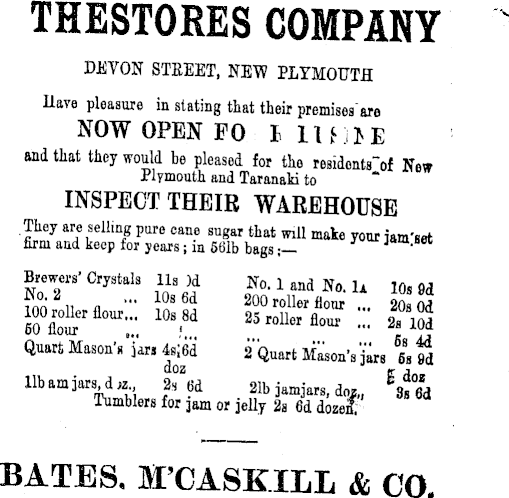 THE STORES COMPANY
DEVON STREET, NEW PLYMOUTH
Have pleasure in stating that their premises are
NOW OPEN
and that they would be pleased for the residents of New
Plymouth and Taranaki to
INSPECT THEIR WAREHOUSE
They are selling pure cane sugar that will make your jam set
firm and keep for years; in 56lb bags:—
Brewers' Crystals 11s No. 1 and No. 1A 10s 9d
No. 2 ... 10s 6d 200 roller flour ... 20s 0d
100 roller flour... 10s 8d 25 roller flour ... 2s 10d
50 flour ... ... ... ... ... 5s 4d
Quart Mason's jars 4s 6d doz 2 Quart Mason's jars 5s 9d doz
1lb jam jars, doz., 2s 6d 2lb jam jars, doz., 3s 6d
Tumblers for jam or jelly 2s 6d dozen.
BATES, M'CASKILL & CO.